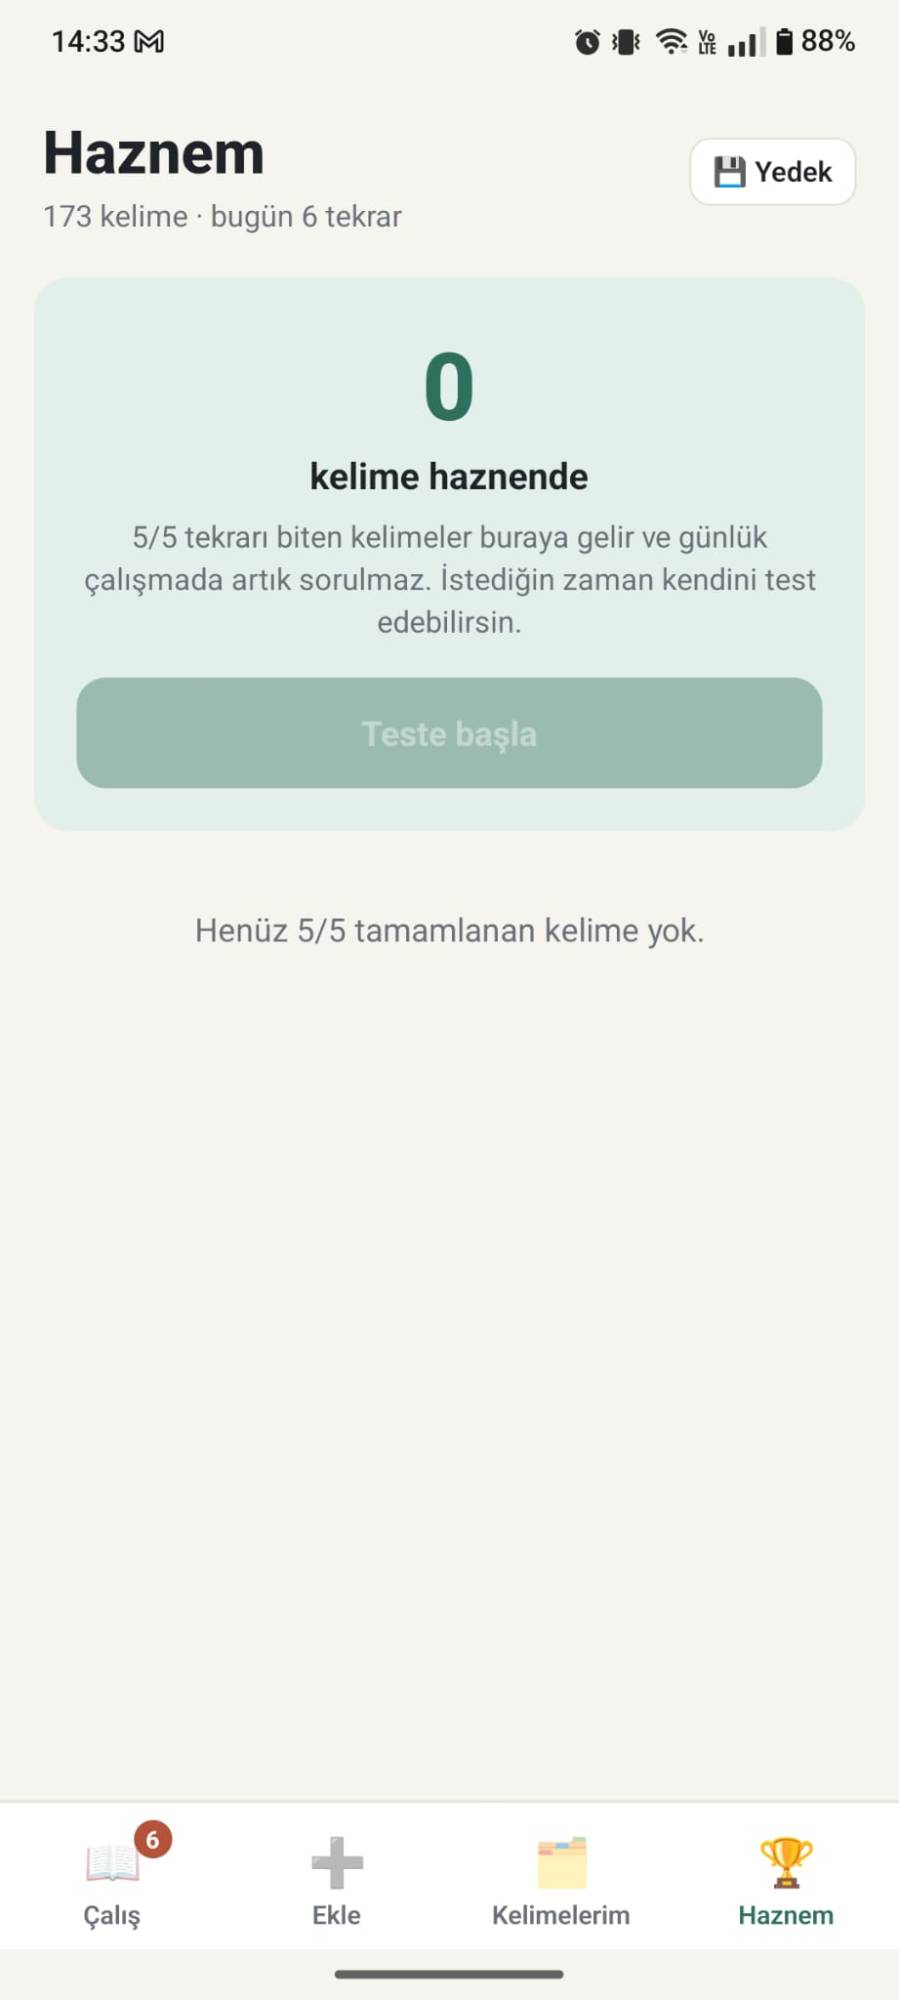 14:33
Vo
LTE
88%
Haznem
173 kelime · bugün 6 tekrar
Yedek
0
kelime haznende
5/5 tekrarı biten kelimeler buraya gelir ve günlük
çalışmada artık sorulmaz. İstediğin zaman kendini test
edebilirsin.
Teste başla
Henüz 5/5 tamamlanan kelime yok.
6
Çalış
Ekle
Kelimelerim
Haznem